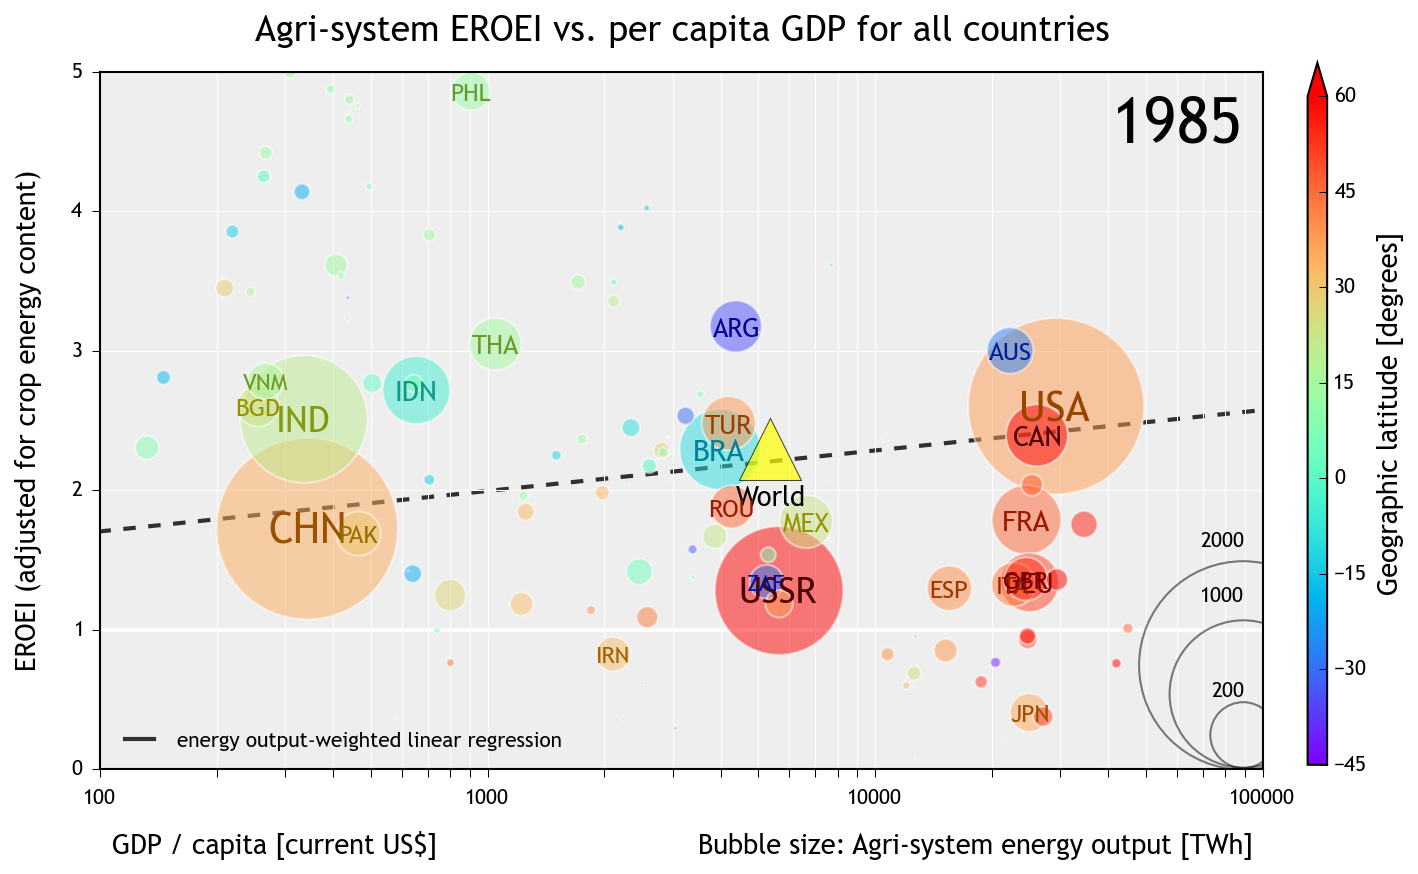 Agri-system EROEI vs. per capita GDP for all countries
1985
EROEI (adjusted for crop energy content)
5
4
3
2
1
0
PHL
THA
ARG
AUS
VNM
BGD
IND
IDN
TUR
BRA
World
USA
CAN
CHN
PAK
ROU
MEX
FRA
ZAF
USSR
ESP
GBR
DEU
IRN
JPN
2000
1000
200
energy output-weighted linear regression
100
1000
10000
100000
GDP / capita [current US$]
Bubble size: Agri-system energy output [TWh]
60
45
30
15
0
−15
−30
−45
Geographic latitude [degrees]